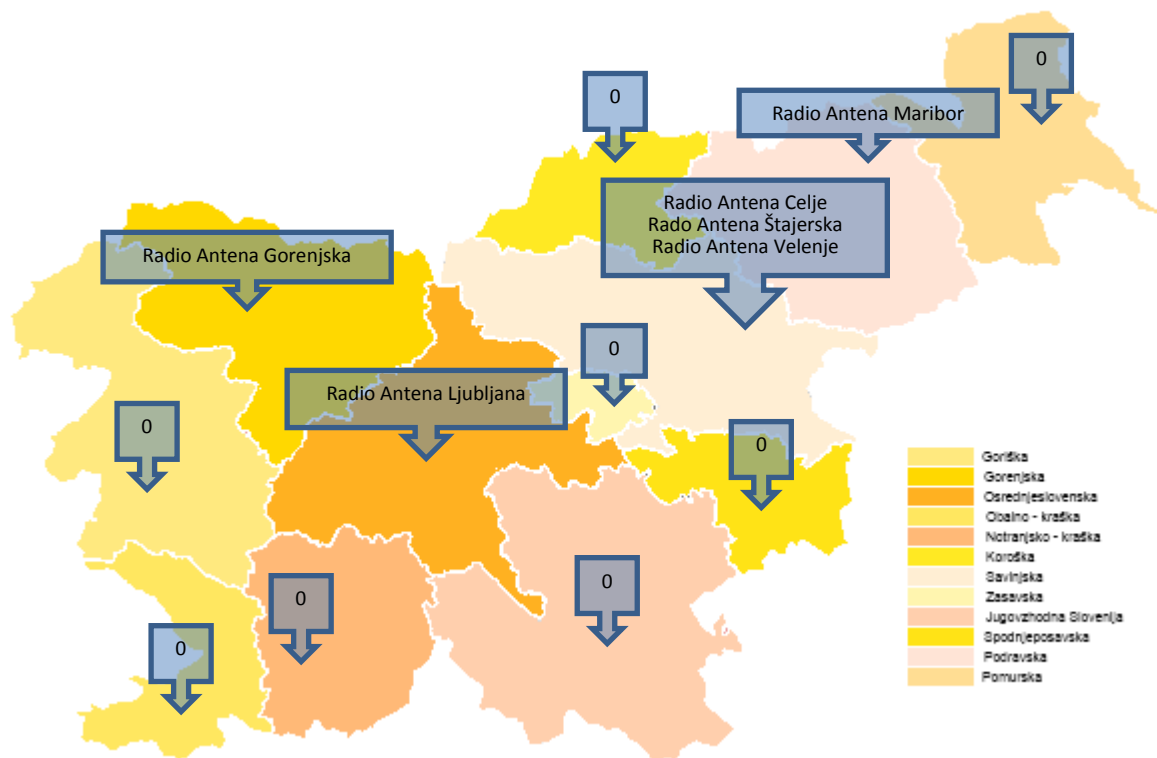 0
0
Radio Antena Maribor
Radio Antena Celje
Rado Antena Štajerska
Radio Antena Velenje
Radio Antena Gorenjska
0
Radio Antena Ljubljana
0
0
0
0
0
Goriška
Gorenjska
Osrednjeslovenska
Obalno - kraška
Notranjsko - kraška
Koroška
Savinjska
Zasavska
Jugovzhodna Slovenija
Spodnjeposavska
Podravska
Pomurska